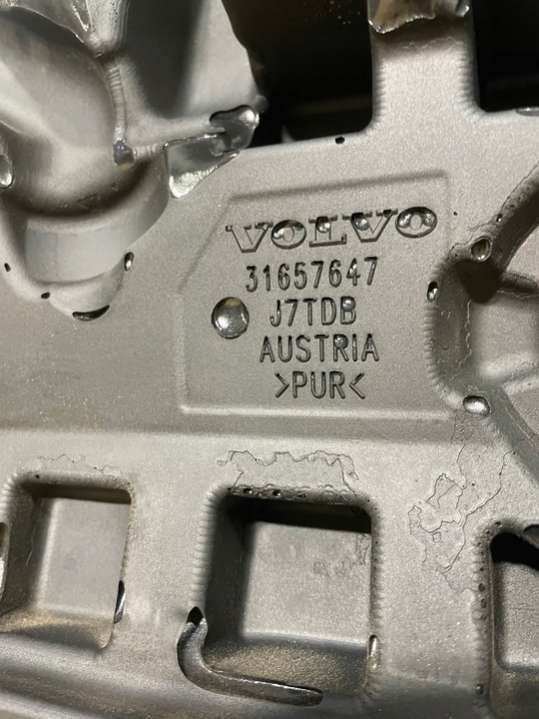 VOLVO
31657647
J7TDB
AUSTRIA
>PUR<